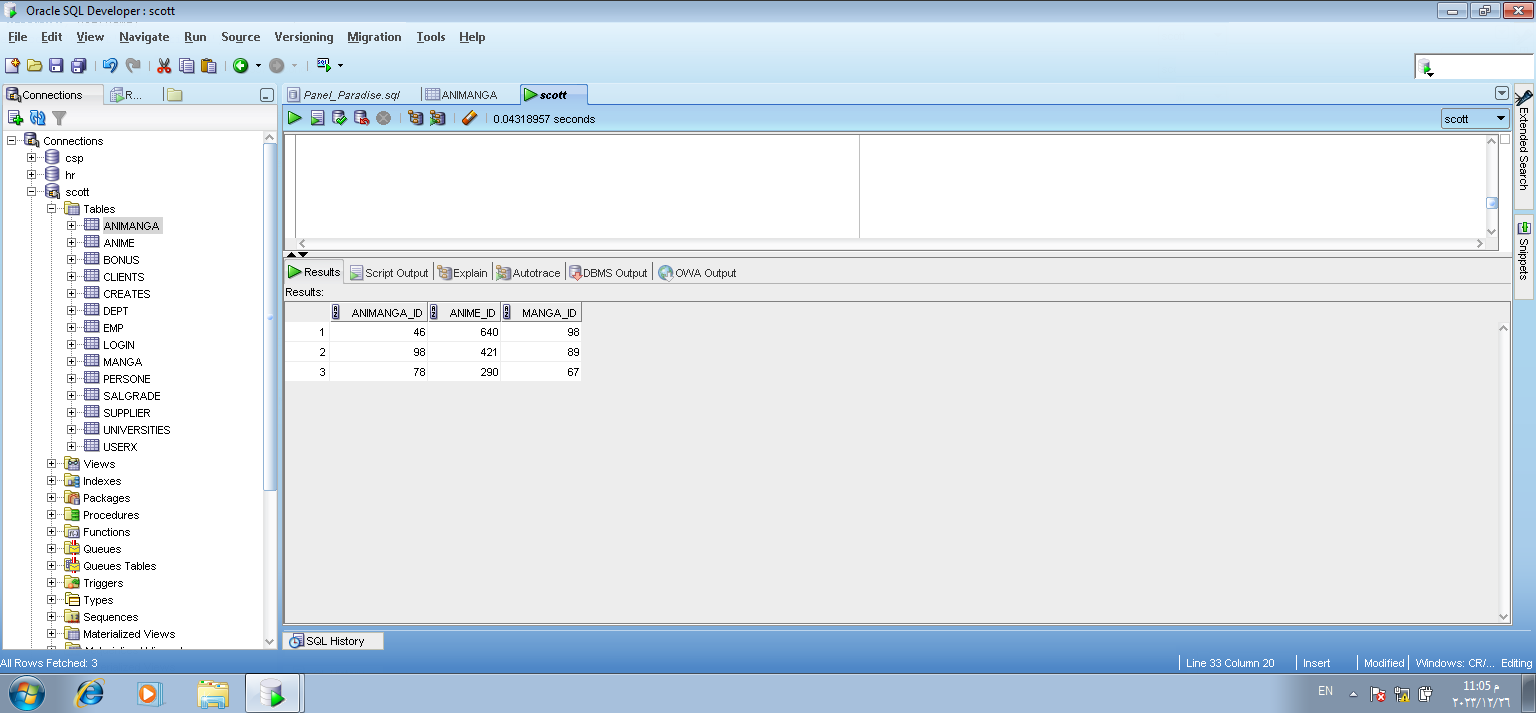 Oracle SQL Developer : scott
File Edit View Navigate Run Source Versioning Migration Tools Help
Connections R...
Panel_Paradise.sql ANIMANGA scott
0.04318957 seconds
scott
Connections
csp
hr
scott
Tables
ANIMANGA
ANIME
BONUS
CLIENTS
CREATES
DEPT
EMP
LOGIN
MANGA
PERSONE
SALGRADE
SUPPLIER
UNIVERSITIES
USERX
Views
Indexes
Packages
Procedures
Functions
Queues
Queues Tables
Triggers
Types
Sequences
Materialized Views
Results Script Output Explain Autotrace DBMS Output OWA Output
Results:
ANIMANGA_ID ANIME_ID MANGA_ID
1 46 640 98
2 98 421 89
3 78 290 67
Extended Search
Snippets
SQL History
All Rows Fetched: 3
Line 33 Column 20 Insert Modified Windows: CR/... Editing
EN
11:05 م
٢٠٢٣/١٢/٢٦